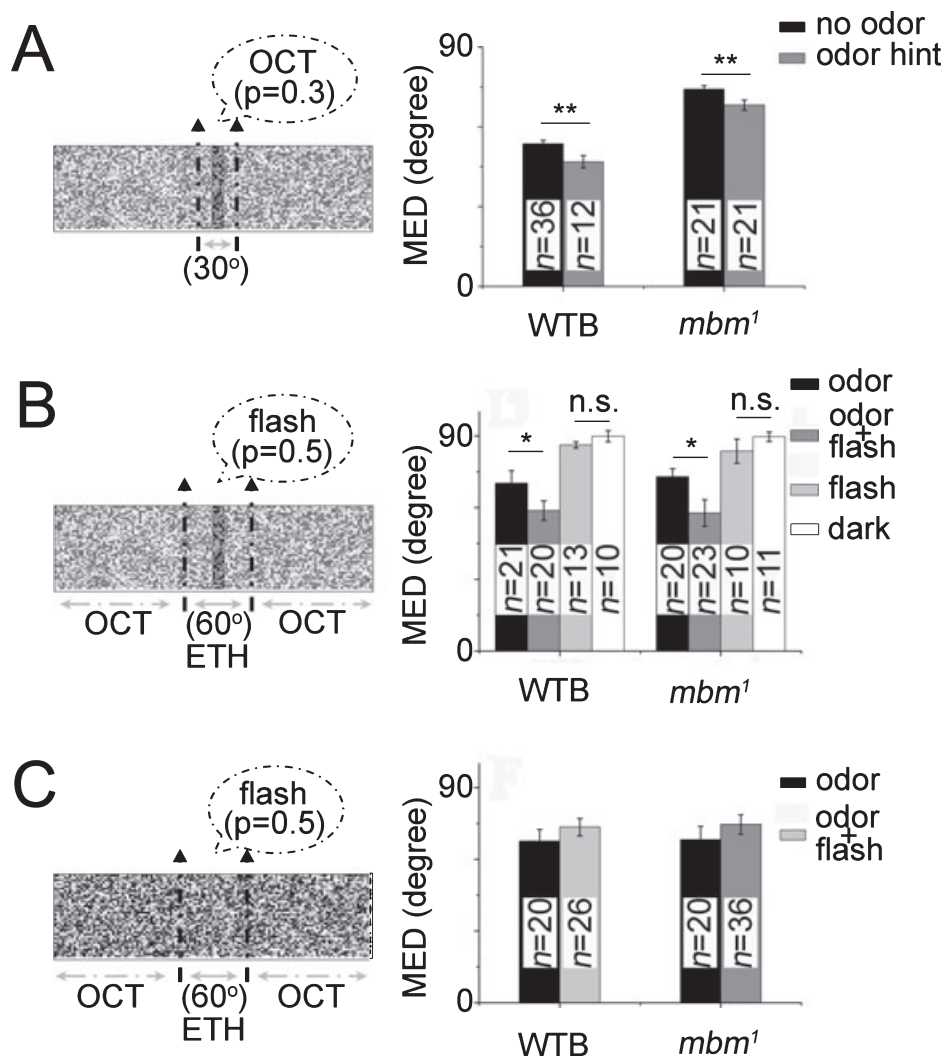 A
OCT
(p=0.3)
(30°)
90
MED (degree)
0
no odor
odor hint
**
**
n=36
n=12
n=21
n=21
WTB
mbm¹
B
flash
(p=0.5)
OCT
(60°)
OCT
ETH
90
MED (degree)
0
odor
odor
+
flash
flash
dark
*
n.s.
*
n.s.
n=21
n=20
n=13
n=10
n=20
n=23
n=10
n=11
WTB
mbm¹
C
flash
(p=0.5)
OCT
(60°)
OCT
ETH
90
MED (degree)
0
odor
odor
+
flash
n=20
n=26
n=20
n=36
WTB
mbm¹